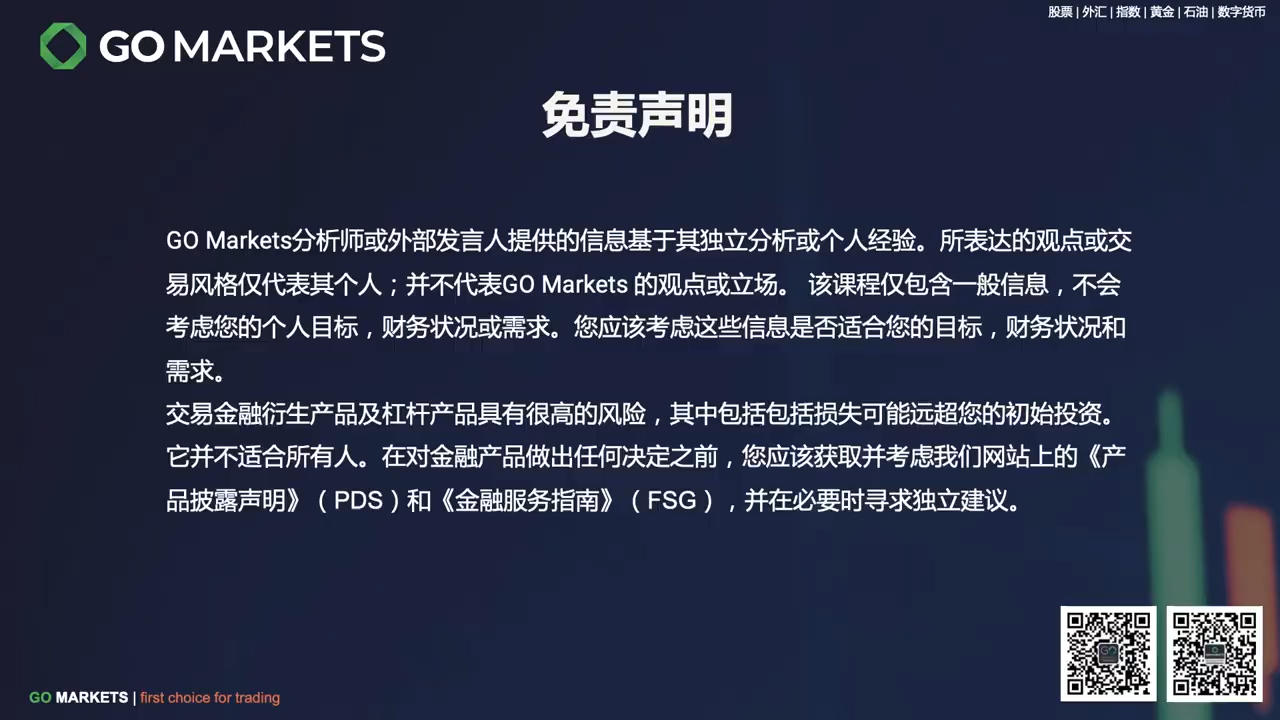 股票 | 外汇 | 指数 | 黄金 | 石油 | 数字货币
GO MARKETS
免责声明
GO Markets分析师或外部发言人提供的信息基于其独立分析或个人经验。所表达的观点或交
易风格仅代表其个人；并不代表GO Markets 的观点或立场。 该课程仅包含一般信息，不会
考虑您的个人目标，财务状况或需求。您应该考虑这些信息是否适合您的目标，财务状况和
需求。
交易金融衍生产品及杠杆产品具有很高的风险，其中包括包括损失可能远超您的初始投资。
它并不适合所有人。在对金融产品做出任何决定之前，您应该获取并考虑我们网站上的《产
品披露声明》（PDS）和《金融服务指南》（FSG），并在必要时寻求独立建议。
GO MARKETS | first choice for trading